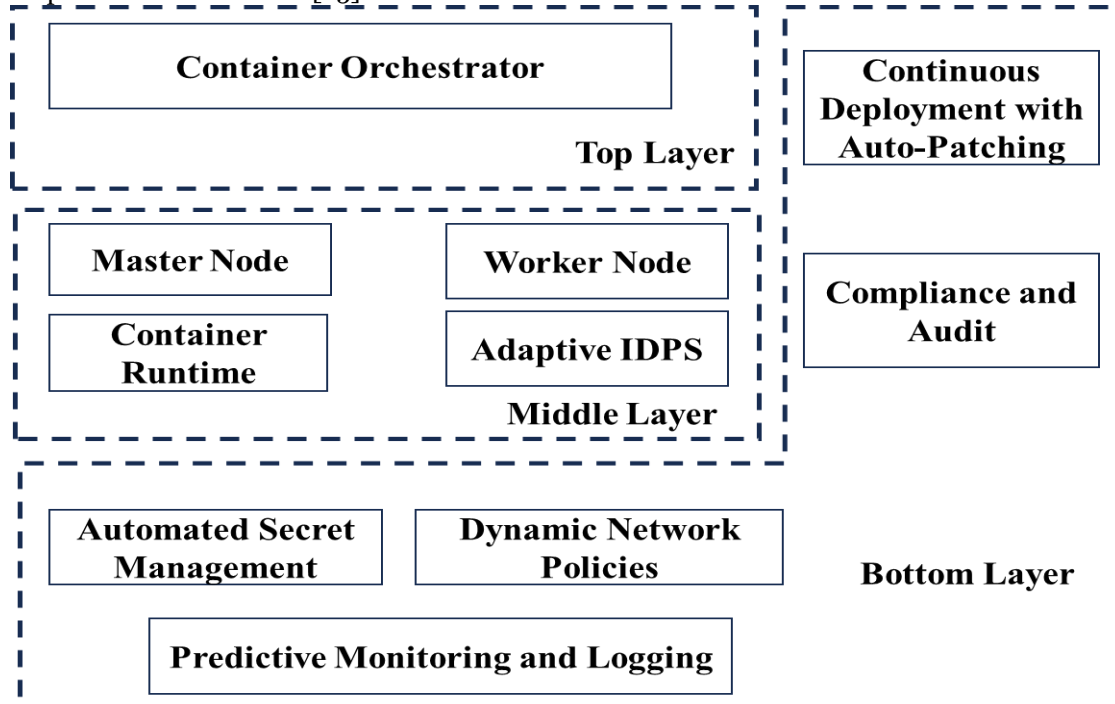 Container Orchestrator
Top Layer
Continuous
Deployment with
Auto-Patching
Master Node
Worker Node
Container
Runtime
Adaptive IDPS
Middle Layer
Compliance and
Audit
Automated Secret
Management
Dynamic Network
Policies
Bottom Layer
Predictive Monitoring and Logging